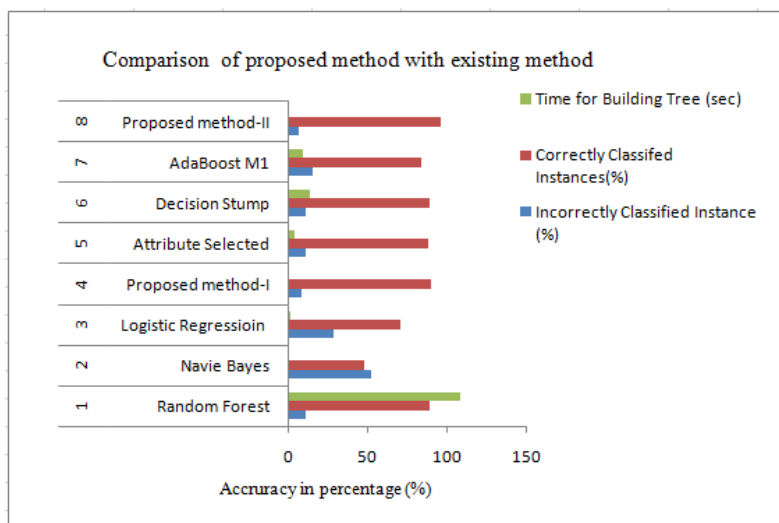 Comparison of proposed method with existing method
Time for Building Tree (sec)
Correctly Classifed
Instances(%)
Incorrectly Classified Instance
(%)
8 Proposed method-II
7 AdaBoost M1
6 Decision Stump
5 Attribute Selected
4 Proposed method-I
3 Logistic Regressioin
2 Navie Bayes
1 Random Forest
0 50 100 150
Accruracy in percentage (%)